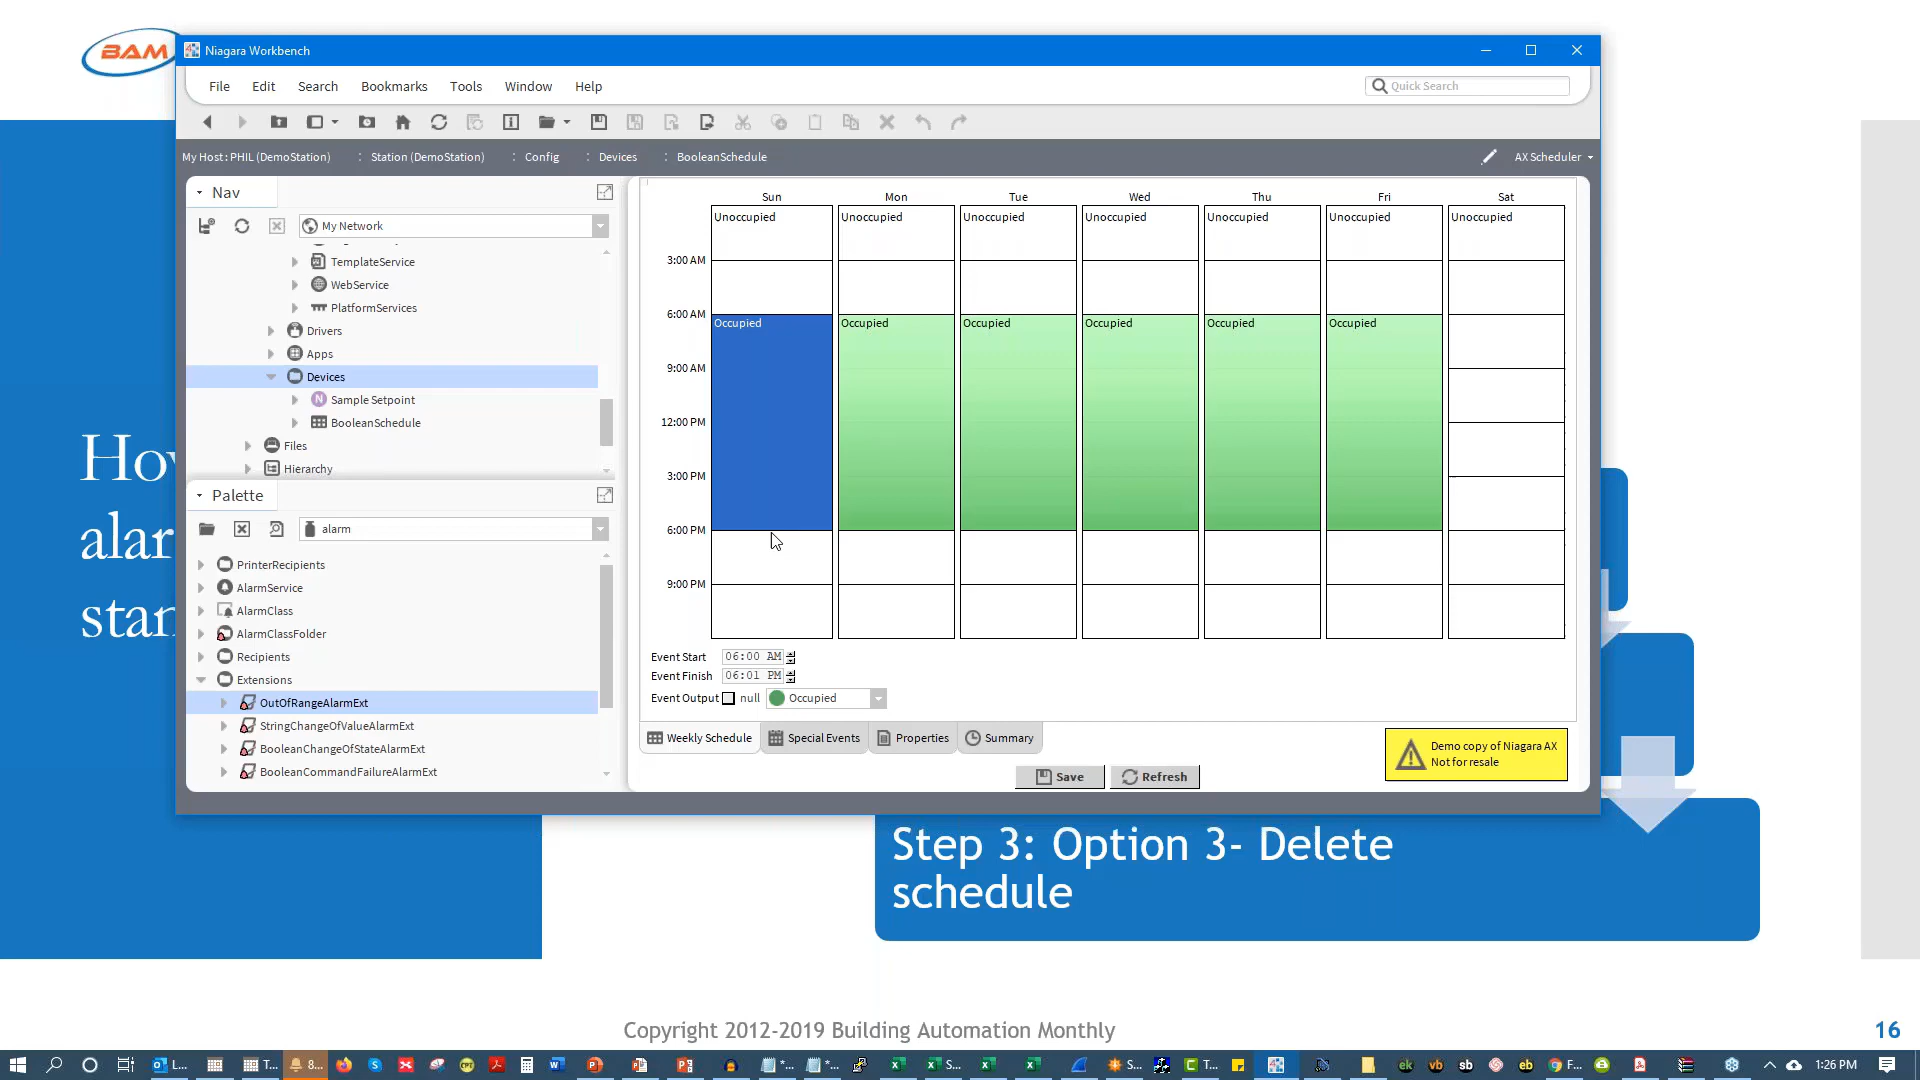 BAM
Niagara Workbench
File Edit Search Bookmarks Tools Window Help
Quick Search
My Host : PHIL (DemoStation) : Station (DemoStation) : Config : Devices : BooleanSchedule
AX Scheduler
Nav
My Network
TemplateService
WebService
PlatformServices
Drivers
Apps
Devices
Sample Setpoint
BooleanSchedule
Files
Hierarchy
Palette
alarm
PrinterRecipients
AlarmService
AlarmClass
AlarmClassFolder
Recipients
Extensions
OutOfRangeAlarmExt
StringChangeOfValueAlarmExt
BooleanChangeOfStateAlarmExt
BooleanCommandFailureAlarmExt
Sun Mon Tue Wed Thu Fri Sat
Unoccupied Unoccupied Unoccupied Unoccupied Unoccupied Unoccupied Unoccupied
3:00 AM
6:00 AM
Occupied Occupied Occupied Occupied Occupied Occupied
9:00 AM
12:00 PM
3:00 PM
6:00 PM
9:00 PM
Event Start 06:00 AM
Event Finish 06:01 PM
Event Output null Occupied
Weekly Schedule Special Events Properties Summary
Demo copy of Niagara AX
Not for resale
Save Refresh
Step 3: Option 3- Delete
schedule
Copyright 2012-2019 Building Automation Monthly
16
L... T... 8... S... S... T... ek vb sb eb F...
1:26 PM